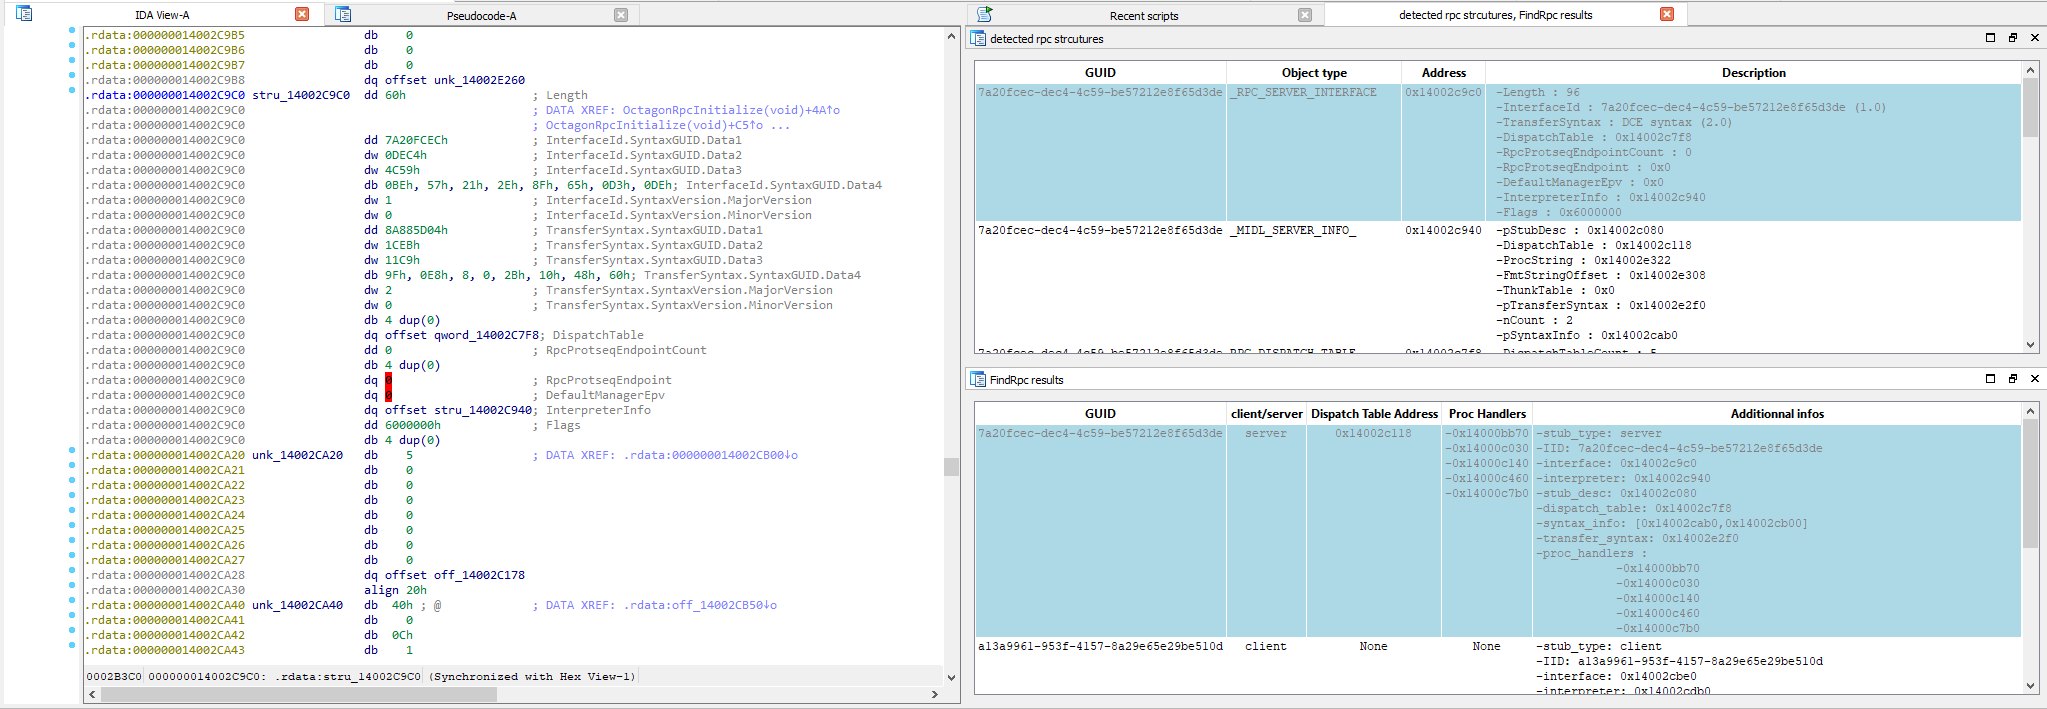 IDA View-A
Pseudocode-A
.rdata:000000014002C9B5 db 0
.rdata:000000014002C9B6 db 0
.rdata:000000014002C9B7 db 0
.rdata:000000014002C9B8 dq offset unk_14002E260
.rdata:000000014002C9C0 stru_14002C9C0 dd 60h ; Length
.rdata:000000014002C9C0 ; DATA XREF: OctagonRpcInitialize(void)+4A↑o
.rdata:000000014002C9C0 ; OctagonRpcInitialize(void)+C5↑o ...
.rdata:000000014002C9C0 dd 7A20FCECh ; InterfaceId.SyntaxGUID.Data1
.rdata:000000014002C9C0 dw 0DEC4h ; InterfaceId.SyntaxGUID.Data2
.rdata:000000014002C9C0 dw 4C59h ; InterfaceId.SyntaxGUID.Data3
.rdata:000000014002C9C0 db 0BEh, 57h, 21h, 2Eh, 8Fh, 65h, 0D3h, 0DEh; InterfaceId.SyntaxGUID.Data4
.rdata:000000014002C9C0 dw 1 ; InterfaceId.SyntaxVersion.MajorVersion
.rdata:000000014002C9C0 dw 0 ; InterfaceId.SyntaxVersion.MinorVersion
.rdata:000000014002C9C0 dd 8A885D04h ; TransferSyntax.SyntaxGUID.Data1
.rdata:000000014002C9C0 dw 1CEBh ; TransferSyntax.SyntaxGUID.Data2
.rdata:000000014002C9C0 dw 11C9h ; TransferSyntax.SyntaxGUID.Data3
.rdata:000000014002C9C0 db 9Fh, 0E8h, 8, 0, 2Bh, 10h, 48h, 60h; TransferSyntax.SyntaxGUID.Data4
.rdata:000000014002C9C0 dw 2 ; TransferSyntax.SyntaxVersion.MajorVersion
.rdata:000000014002C9C0 dw 0 ; TransferSyntax.SyntaxVersion.MinorVersion
.rdata:000000014002C9C0 db 4 dup(0)
.rdata:000000014002C9C0 dq offset qword_14002C7F8; DispatchTable
.rdata:000000014002C9C0 dd 0 ; RpcProtseqEndpointCount
.rdata:000000014002C9C0 db 4 dup(0)
.rdata:000000014002C9C0 dq 0 ; RpcProtseqEndpoint
.rdata:000000014002C9C0 dq 0 ; DefaultManagerEpv
.rdata:000000014002C9C0 dq offset stru_14002C940; InterpreterInfo
.rdata:000000014002C9C0 dd 6000000h ; Flags
.rdata:000000014002C9C0 db 4 dup(0)
.rdata:000000014002CA20 unk_14002CA20 db 5 ; DATA XREF: .rdata:000000014002CB00↓o
.rdata:000000014002CA21 db 0
.rdata:000000014002CA22 db 0
.rdata:000000014002CA23 db 0
.rdata:000000014002CA24 db 0
.rdata:000000014002CA25 db 0
.rdata:000000014002CA26 db 0
.rdata:000000014002CA27 db 0
.rdata:000000014002CA28 dq offset off_14002C178
.rdata:000000014002CA30 align 20h
.rdata:000000014002CA40 unk_14002CA40 db 40h ; @ ; DATA XREF: .rdata:off_14002CB50↓o
.rdata:000000014002CA41 db 0
.rdata:000000014002CA42 db 0Ch
.rdata:000000014002CA43 db 1
0002B3C0 000000014002C9C0: .rdata:stru_14002C9C0 (Synchronized with Hex View-1)
Recent scripts
detected rpc strcutures, FindRpc results
detected rpc strcutures
GUID Object type Address Description
7a20fcec-dec4-4c59-be57212e8f65d3de _RPC_SERVER_INTERFACE 0x14002c9c0 -Length : 96
-InterfaceId : 7a20fcec-dec4-4c59-be57212e8f65d3de (1.0)
-TransferSyntax : DCE syntax (2.0)
-DispatchTable : 0x14002c7f8
-RpcProtseqEndpointCount : 0
-RpcProtseqEndpoint : 0x0
-DefaultManagerEpv : 0x0
-InterpreterInfo : 0x14002c940
-Flags : 0x6000000
7a20fcec-dec4-4c59-be57212e8f65d3de _MIDL_SERVER_INFO_ 0x14002c940 -pStubDesc : 0x14002c080
-DispatchTable : 0x14002c118
-ProcString : 0x14002e322
-FmtStringOffset : 0x14002e308
-ThunkTable : 0x0
-pTransferSyntax : 0x14002e2f0
-nCount : 2
-pSyntaxInfo : 0x14002cab0
7a20fcec-dec4-4c59-be57212e8f65d3de RPC_DISPATCH_TABLE 0x14002c7f8 -DispatchTableCount : 5
FindRpc results
GUID client/server Dispatch Table Address Proc Handlers Additionnal infos
7a20fcec-dec4-4c59-be57212e8f65d3de server 0x14002c118 -0x14000bb70 -stub_type: server
-0x14000c030 -IID: 7a20fcec-dec4-4c59-be57212e8f65d3de
-0x14000c140 -interface: 0x14002c9c0
-0x14000c460 -interpreter: 0x14002c940
-0x14000c7b0 -stub_desc: 0x14002c080
-dispatch_table: 0x14002c7f8
-syntax_info: [0x14002cab0,0x14002cb00]
-transfer_syntax: 0x14002e2f0
-proc_handlers :
-0x14000bb70
-0x14000c030
-0x14000c140
-0x14000c460
-0x14000c7b0
a13a9961-953f-4157-8a29e65e29be510d client None None -stub_type: client
-IID: a13a9961-953f-4157-8a29e65e29be510d
-interface: 0x14002cbe0
-interpreter: 0x14002cdb0